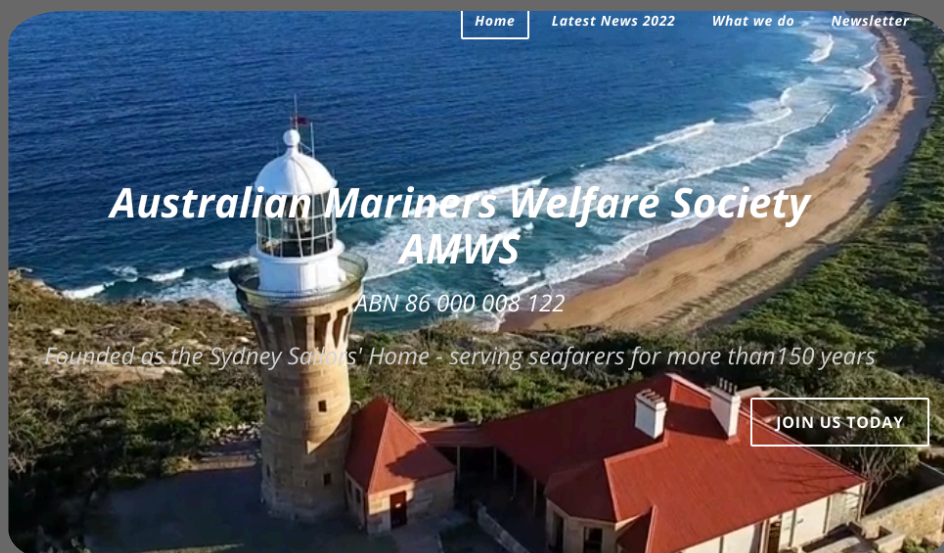 Home Latest News 2022 What we do Newsletter
Australian Mariners Welfare Society
AMWS
ABN 86 000 008 122
Founded as the Sydney Sailors' Home - serving seafarers for more than150 years
JOIN US TODAY